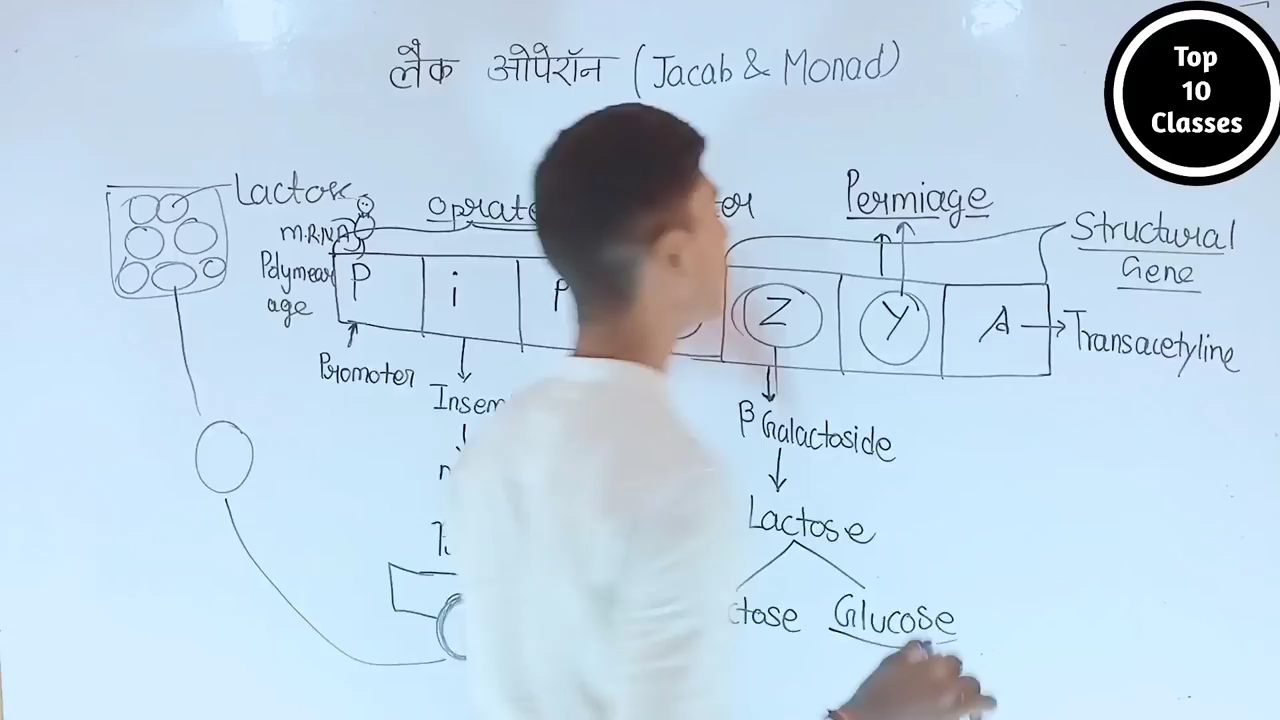 लैक ओपेरॉन (Jacab & Monad)
Top
10
Classes
Lactose
m.RNA
Polymear
age
Permiage
Structural
Gene
P
i
Z
Y
A
Transacetyline
Promoter
β Galactoside
Lactose
Glucose